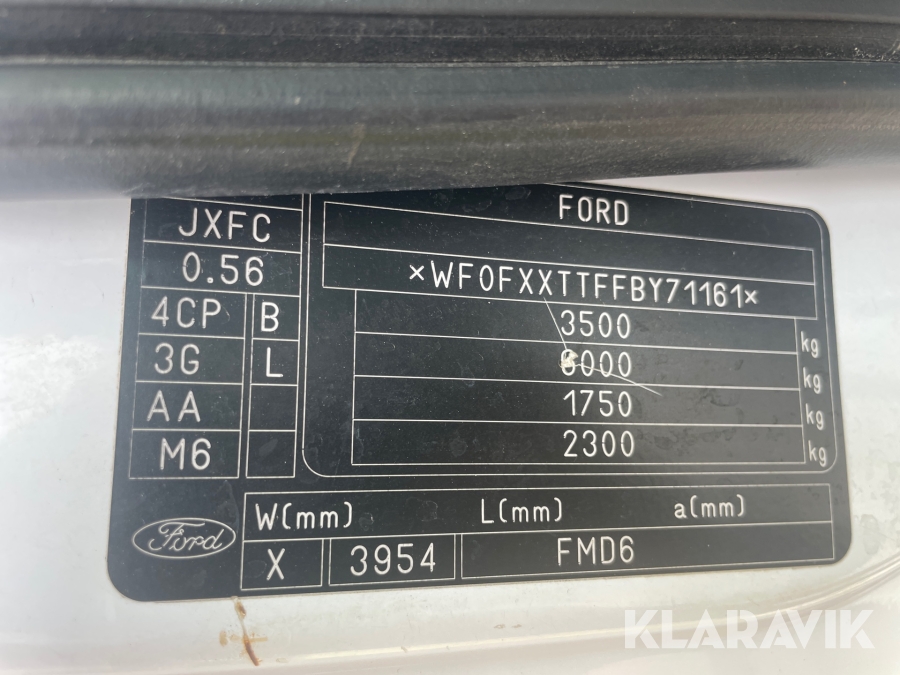 FORD
JXFC
0.56
×WF0FXXTTFFBY71161×
4CP B
3500 kg
3G L
6000 kg
AA
1750 kg
M6
2300 kg
W(mm) L(mm) a(mm)
Ford
X 3954 FMD6
KLARAVIK